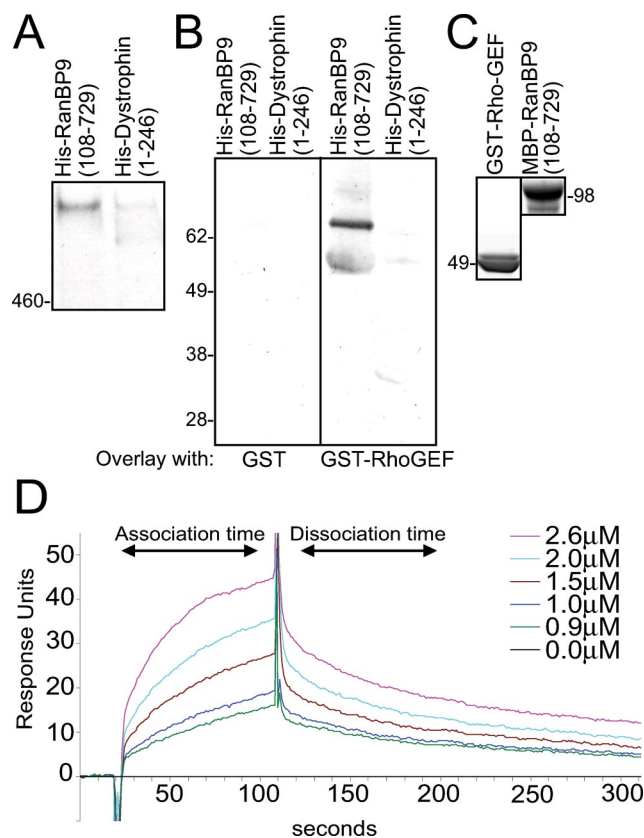 A
His-RanBP9
(108-729)
His-Dystrophin
(1-246)
460-
B
His-RanBP9
(108-729)
His-Dystrophin
(1-246)
His-RanBP9
(108-729)
His-Dystrophin
(1-246)
62-
49-
38-
28-
Overlay with: GST GST-RhoGEF
C
GST-Rho-GEF
MBP-RanBP9
(108-729)
-98
49-
D
Association time Dissociation time
2.6µM
2.0µM
1.5µM
1.0µM
0.9µM
0.0µM
Response Units
50
40
30
20
10
0
50 100 150 200 250 300
seconds